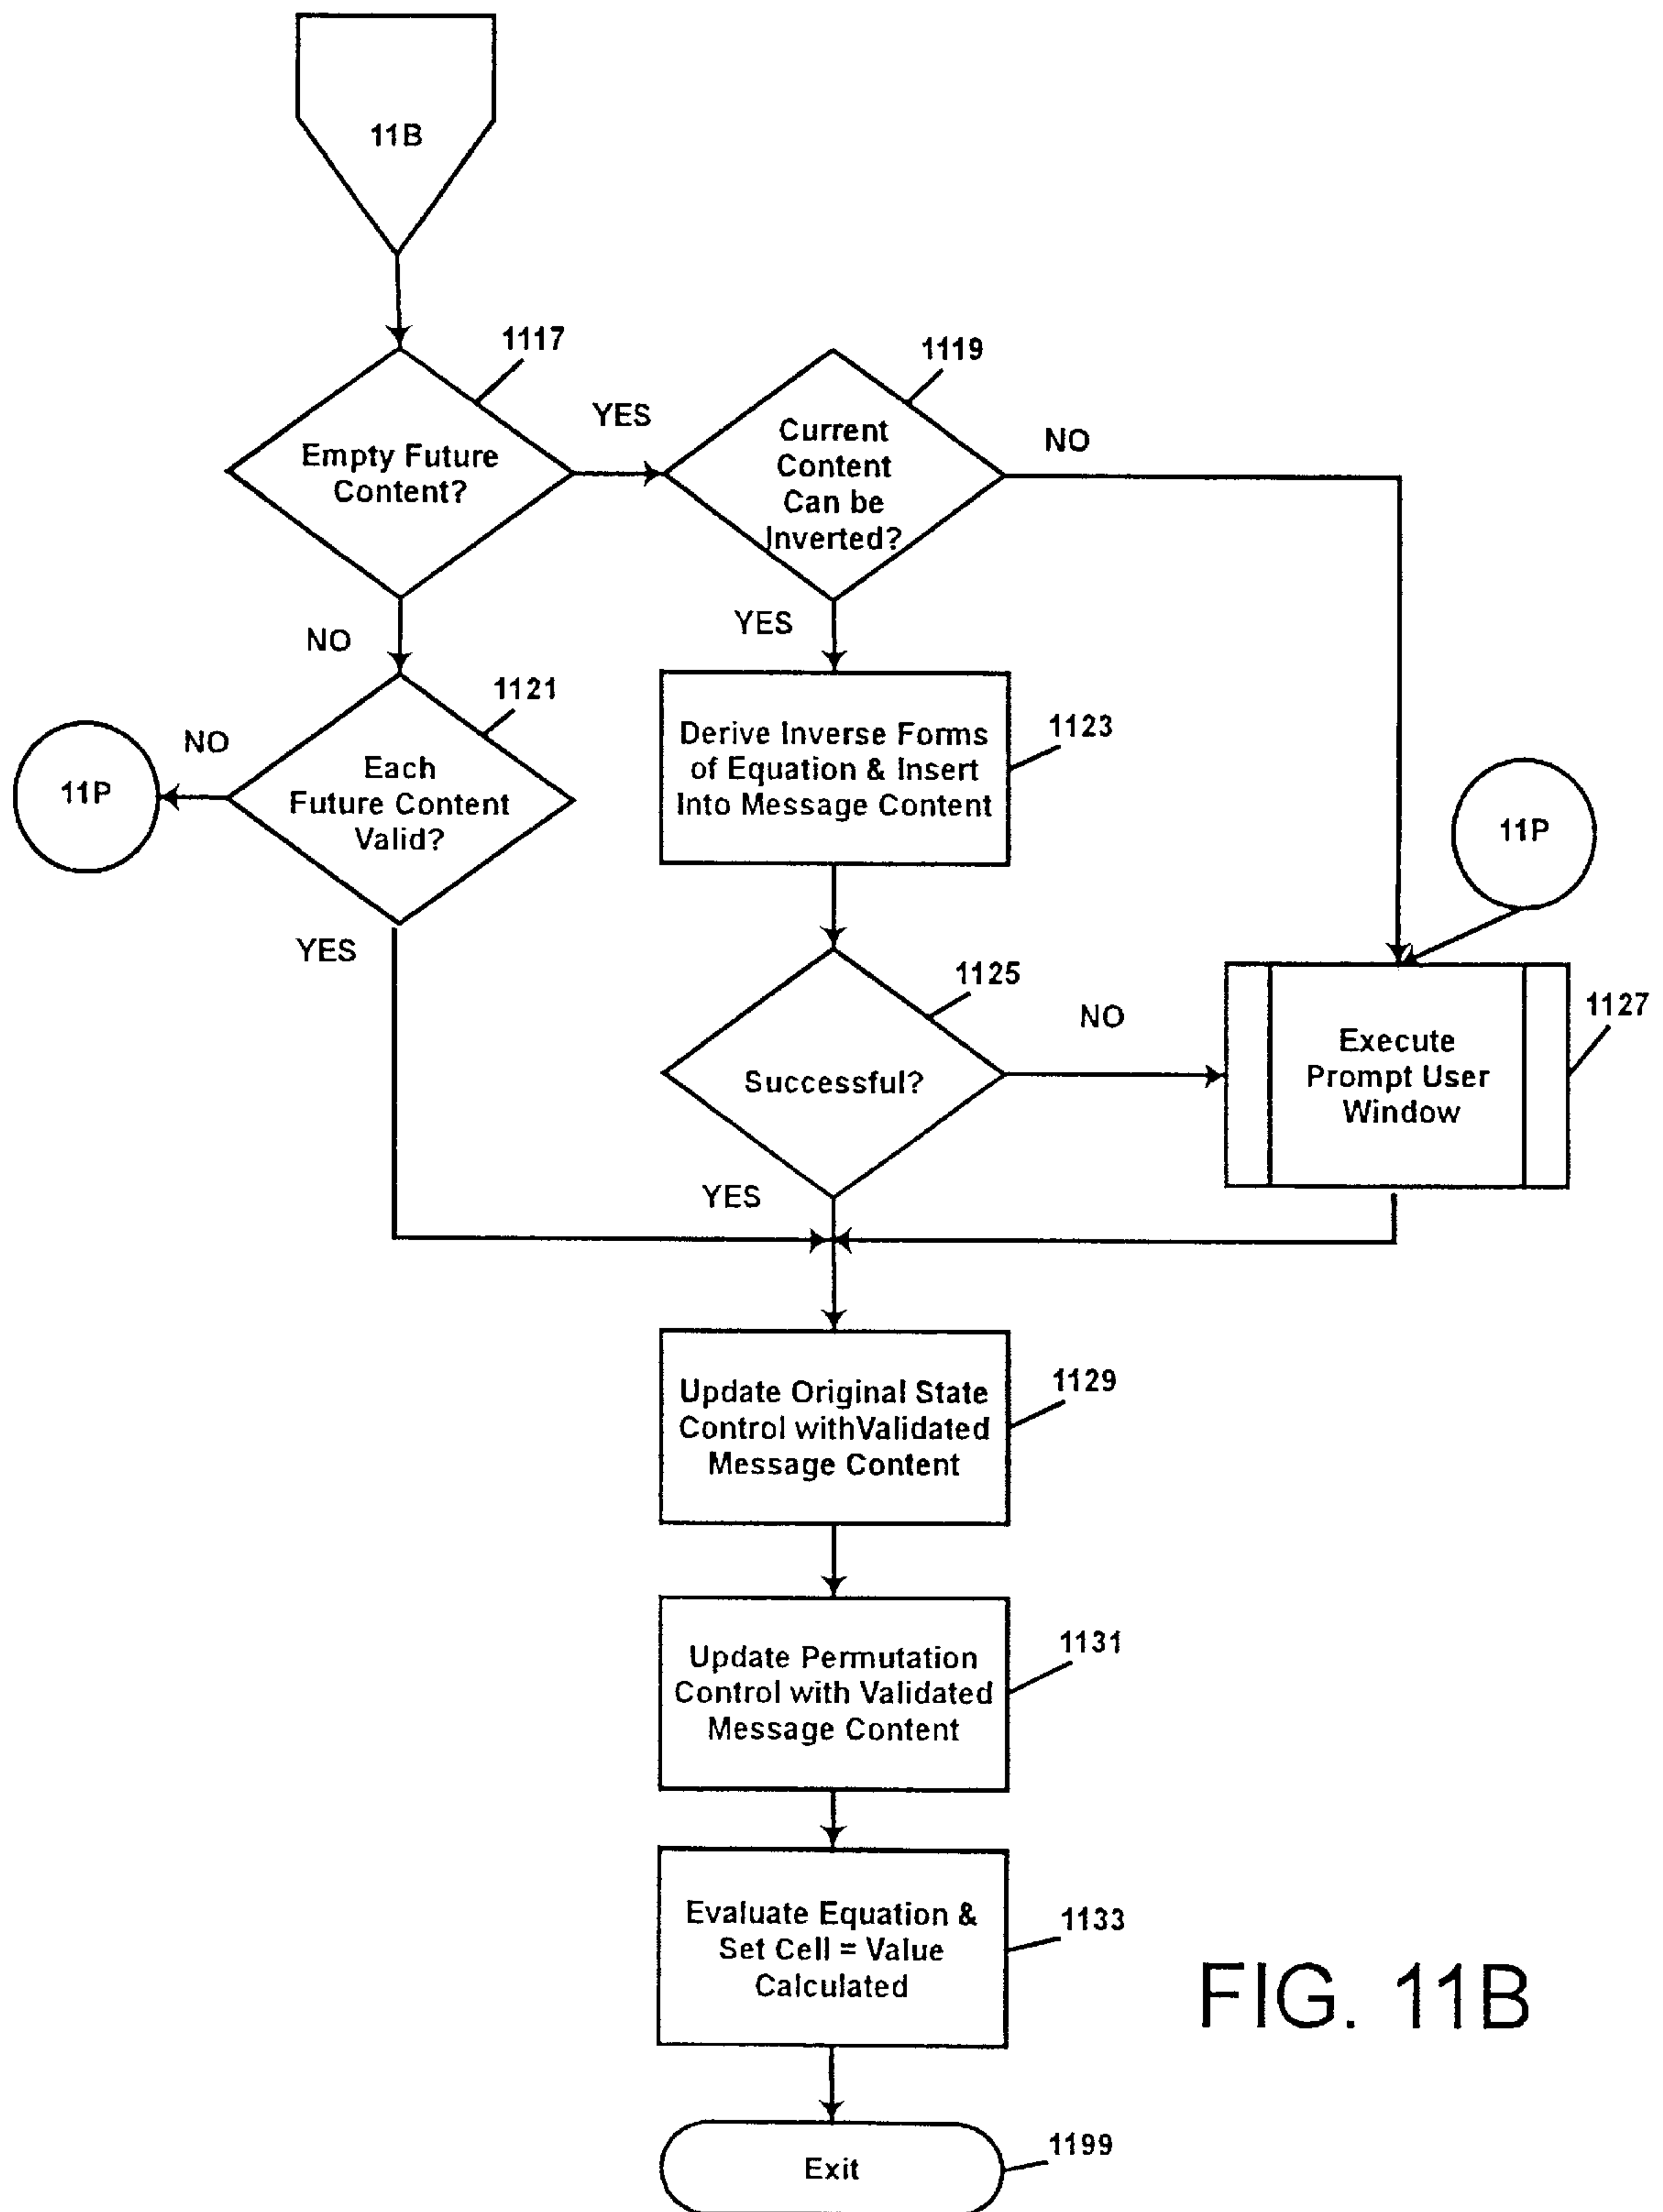 11B
1117
Empty Future
Content?
YES
1119
Current
Content
Can be
Inverted?
NO
NO
YES
1121
Each
Future Content
Valid?
NO
11P
YES
1123
Derive Inverse Forms
of Equation & Insert
Into Message Content
11P
1125
Successful?
NO
YES
1127
Execute
Prompt User
Window
1129
Update Original State
Control withValidated
Message Content
1131
Update Permutation
Control with Validated
Message Content
1133
Evaluate Equation &
Set Cell = Value
Calculated
FIG. 11B
1199
Exit